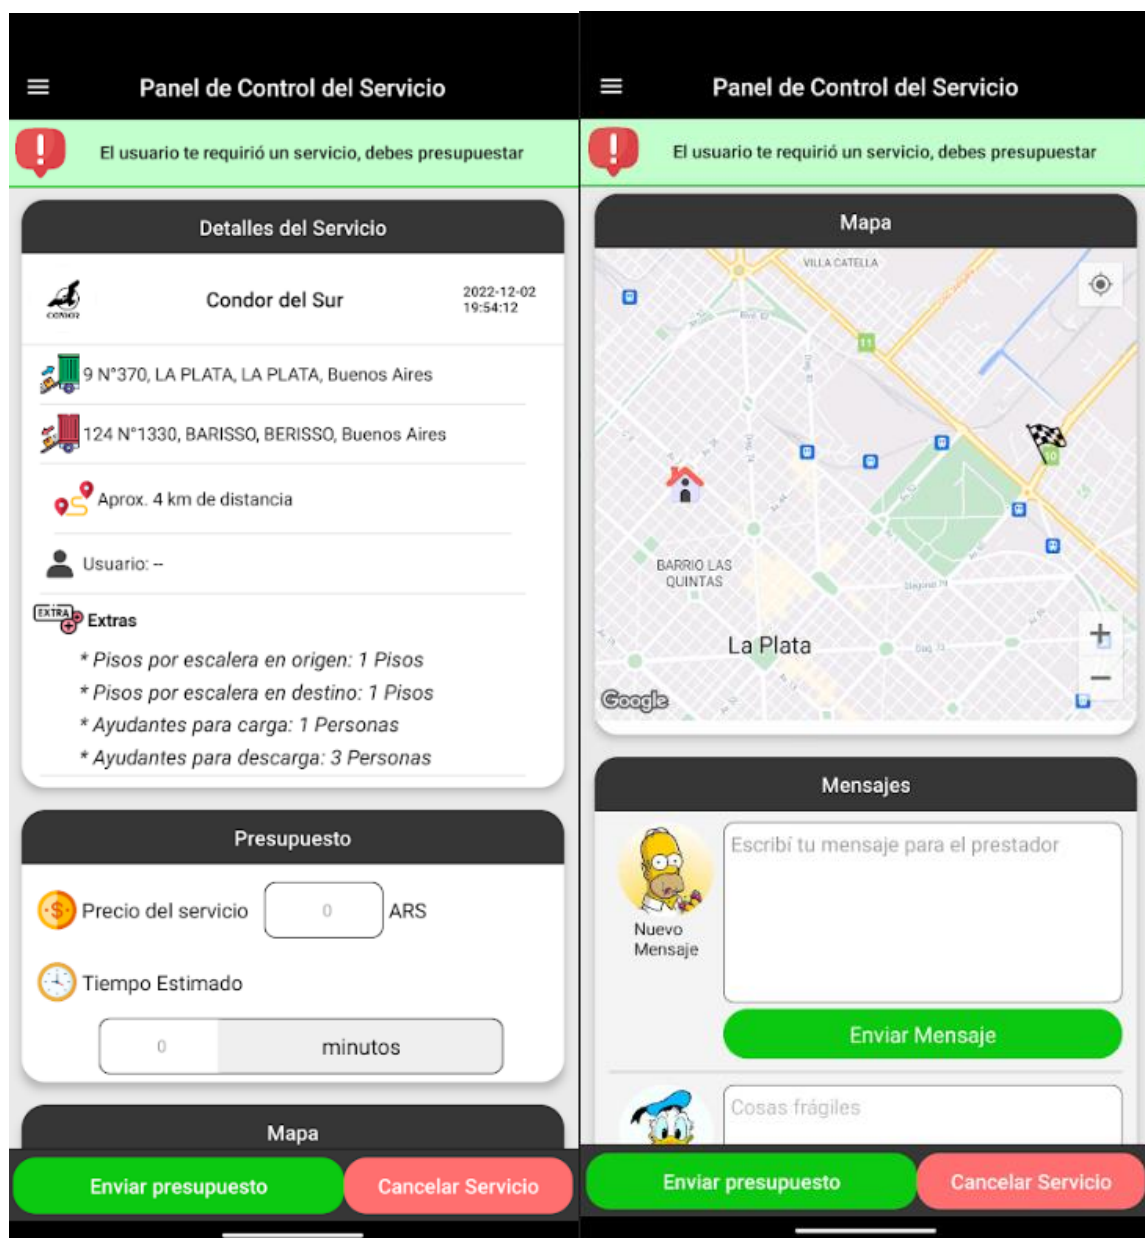 Panel de Control del Servicio
El usuario te requirió un servicio, debes presupuestar
Detalles del Servicio
CONDOR
Condor del Sur
2022-12-02
19:54:12
9 N°370, LA PLATA, LA PLATA, Buenos Aires
124 N°1330, BARISSO, BERISSO, Buenos Aires
Aprox. 4 km de distancia
Usuario: --
EXTRA
Extras
* Pisos por escalera en origen: 1 Pisos
* Pisos por escalera en destino: 1 Pisos
* Ayudantes para carga: 1 Personas
* Ayudantes para descarga: 3 Personas
Presupuesto
Precio del servicio
0
ARS
Tiempo Estimado
0
minutos
Mapa
Enviar presupuesto
Cancelar Servicio
Panel de Control del Servicio
El usuario te requirió un servicio, debes presupuestar
Mapa
VILLA CATELLA
11
10
BARRIO LAS
QUINTAS
La Plata
Google
Mensajes
Escribí tu mensaje para el prestador
Nuevo
Mensaje
Enviar Mensaje
Cosas frágiles
Enviar presupuesto
Cancelar Servicio